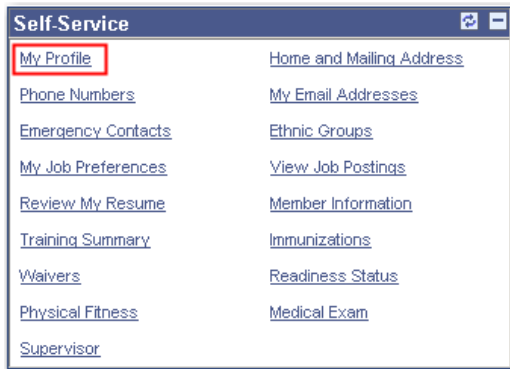 Self-Service
My Profile Home and Mailing Address
Phone Numbers My Email Addresses
Emergency Contacts Ethnic Groups
My Job Preferences View Job Postings
Review My Resume Member Information
Training Summary Immunizations
Waivers Readiness Status
Physical Fitness Medical Exam
Supervisor